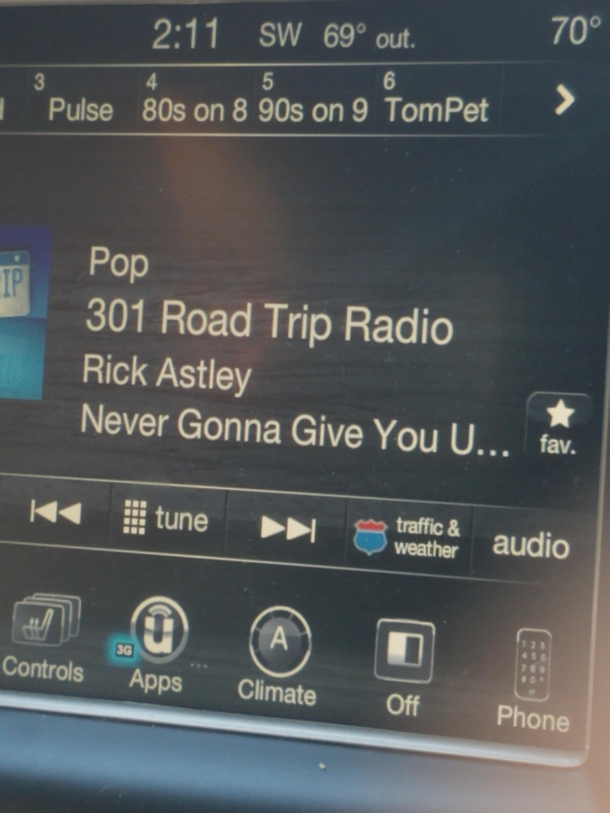 2:11 SW 69° out. 70°
3 4 5 6
Pulse 80s on 8 90s on 9 TomPet
Pop
301 Road Trip Radio
Rick Astley
Never Gonna Give You U...
fav.
tune traffic & weather audio
3G
Controls Apps Climate Off Phone
A